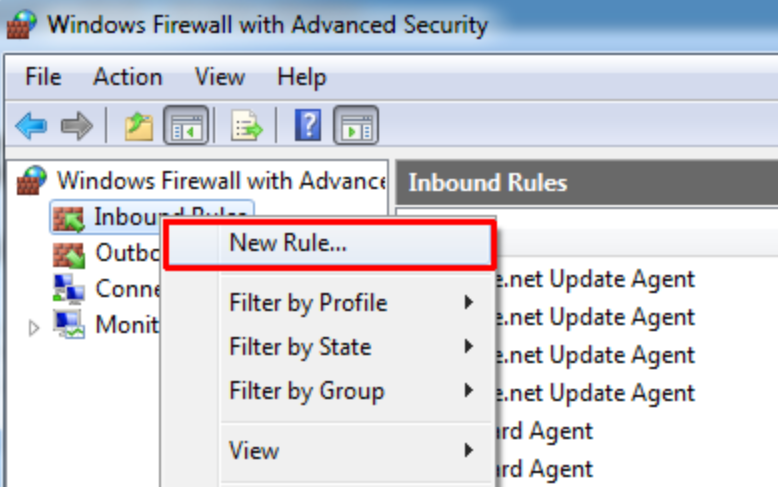 Windows Firewall with Advanced Security
File Action View Help
Windows Firewall with Advance
Inbound Rules
Inbound Rules
New Rule...
Outbo
Conne
Monit
Filter by Profile
Filter by State
Filter by Group
View
e.net Update Agent
e.net Update Agent
e.net Update Agent
e.net Update Agent
rd Agent
rd Agent